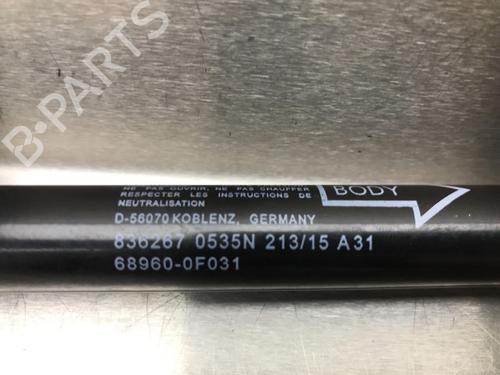 NE PAS OUVRIR, NE PAS CHAUFFER
RESPECTER LES INSTRUCTIONS DE
NEUTRALISATION
BODY
D-56070 KOBLENZ, GERMANY
836267 0535N 213/15 A31
68960-0F031
B-PARTS